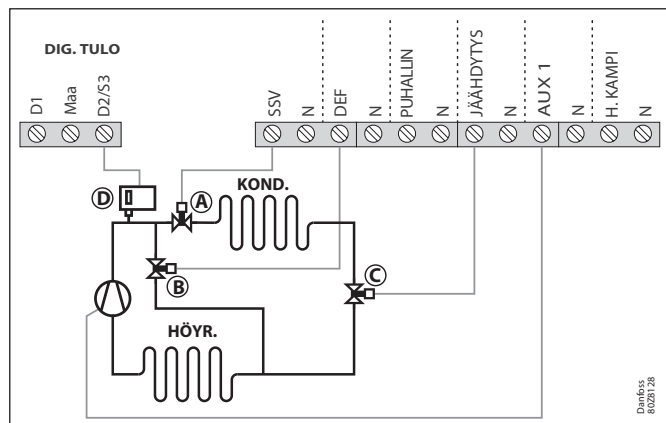 DIG. TULO
D1
Maa
D2/S3
SSV
N
DEF
N
PUHALLIN
N
JÄÄHDYTYS
N
AUX 1
N
H. KAMPI
N
D
A
KOND.
B
C
HÖYR.
Danfoss
80Z8128